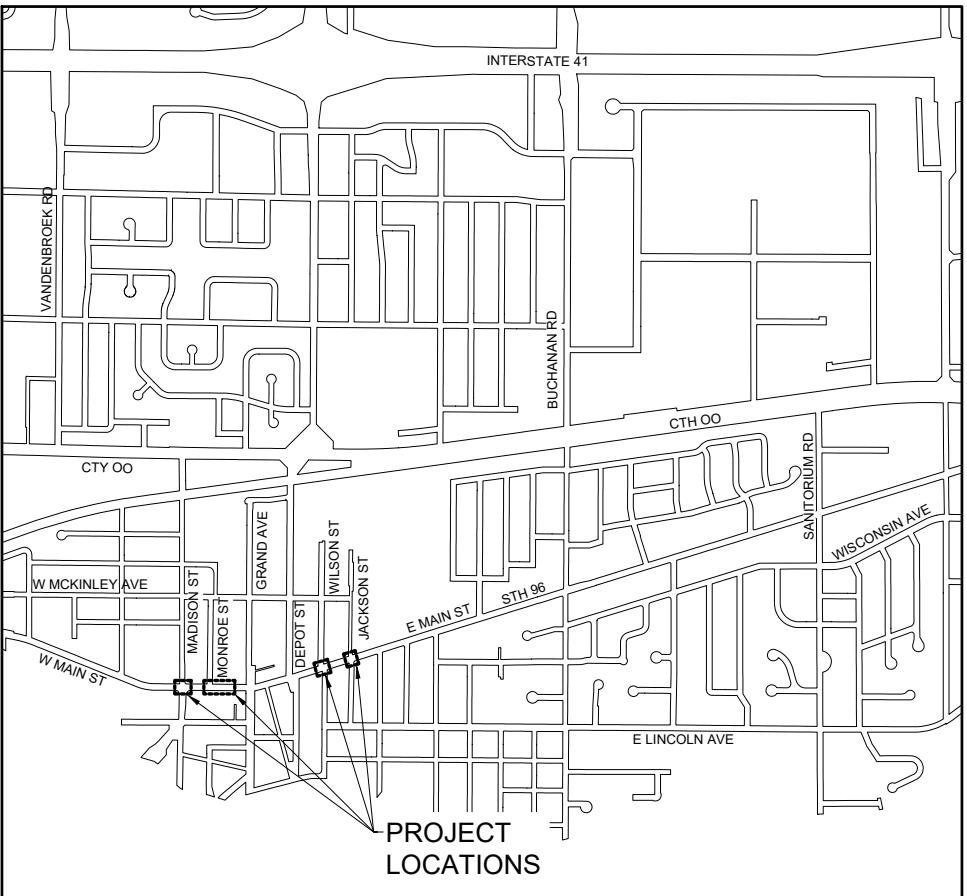 INTERSTATE 41
VANDENBROEK RD
BUCHANAN RD
CTH OO
CTY OO
SANITORIUM RD
WISCONSIN AVE
GRAND AVE
WILSON ST
W MCKINLEY AVE
MADISON ST
MONROE ST
DEPOT ST
JACKSON ST
E MAIN ST
STH 96
W MAIN ST
E LINCOLN AVE
PROJECT
LOCATIONS